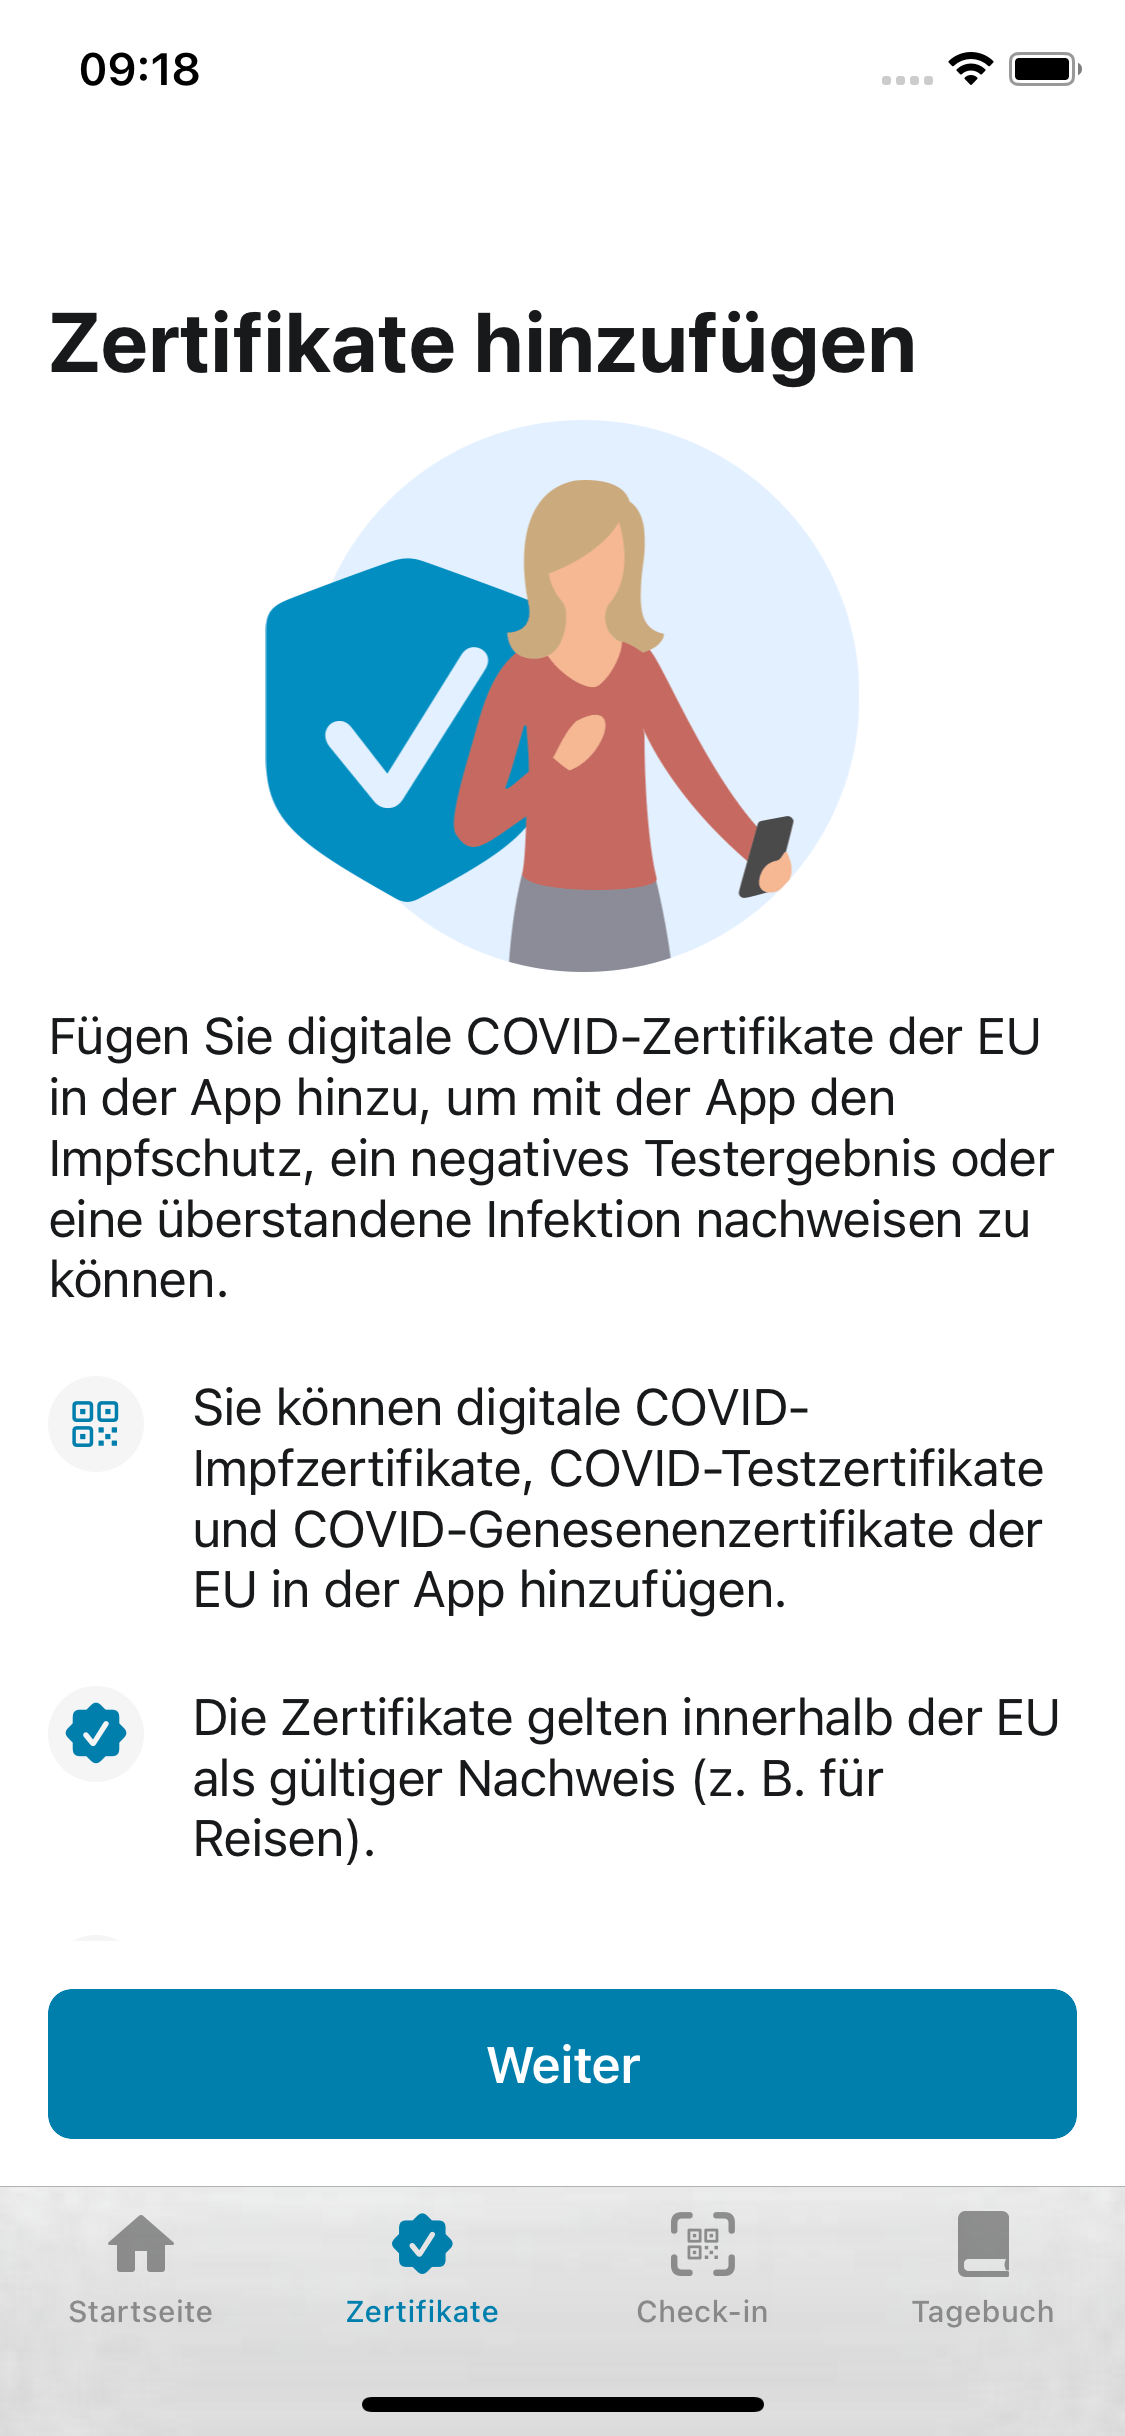 09:18
Zertifikate hinzufügen
Fügen Sie digitale COVID-Zertifikate der EU
in der App hinzu, um mit der App den
Impfschutz, ein negatives Testergebnis oder
eine überstandene Infektion nachweisen zu
können.
Sie können digitale COVID-
Impfzertifikate, COVID-Testzertifikate
und COVID-Genesenenzertifikate der
EU in der App hinzufügen.
Die Zertifikate gelten innerhalb der EU
als gültiger Nachweis (z. B. für
Reisen).
Weiter
Startseite
Zertifikate
Check-in
Tagebuch